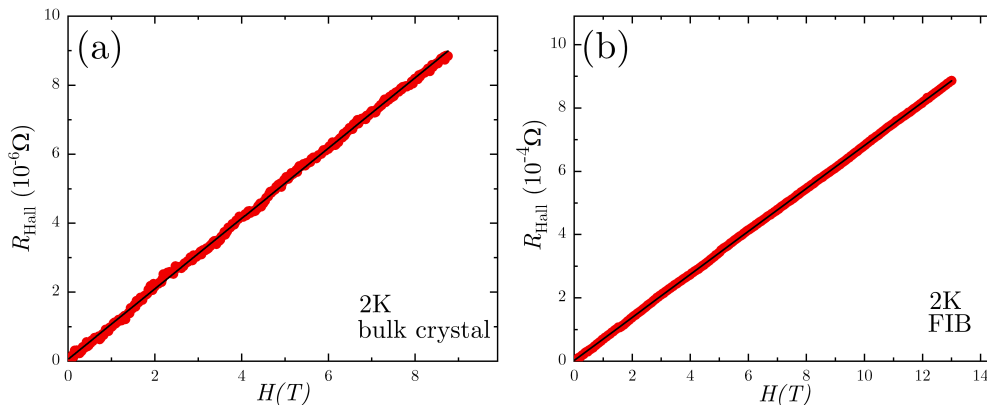 (a)
R_Hall (10^-6Ω)
8
6
4
2
0
2K
bulk crystal
0 2 4 6 8
H(T)
(b)
R_Hall (10^-4Ω)
10
8
6
4
2
0
2K
FIB
0 2 4 6 8 10 12 14
H(T)